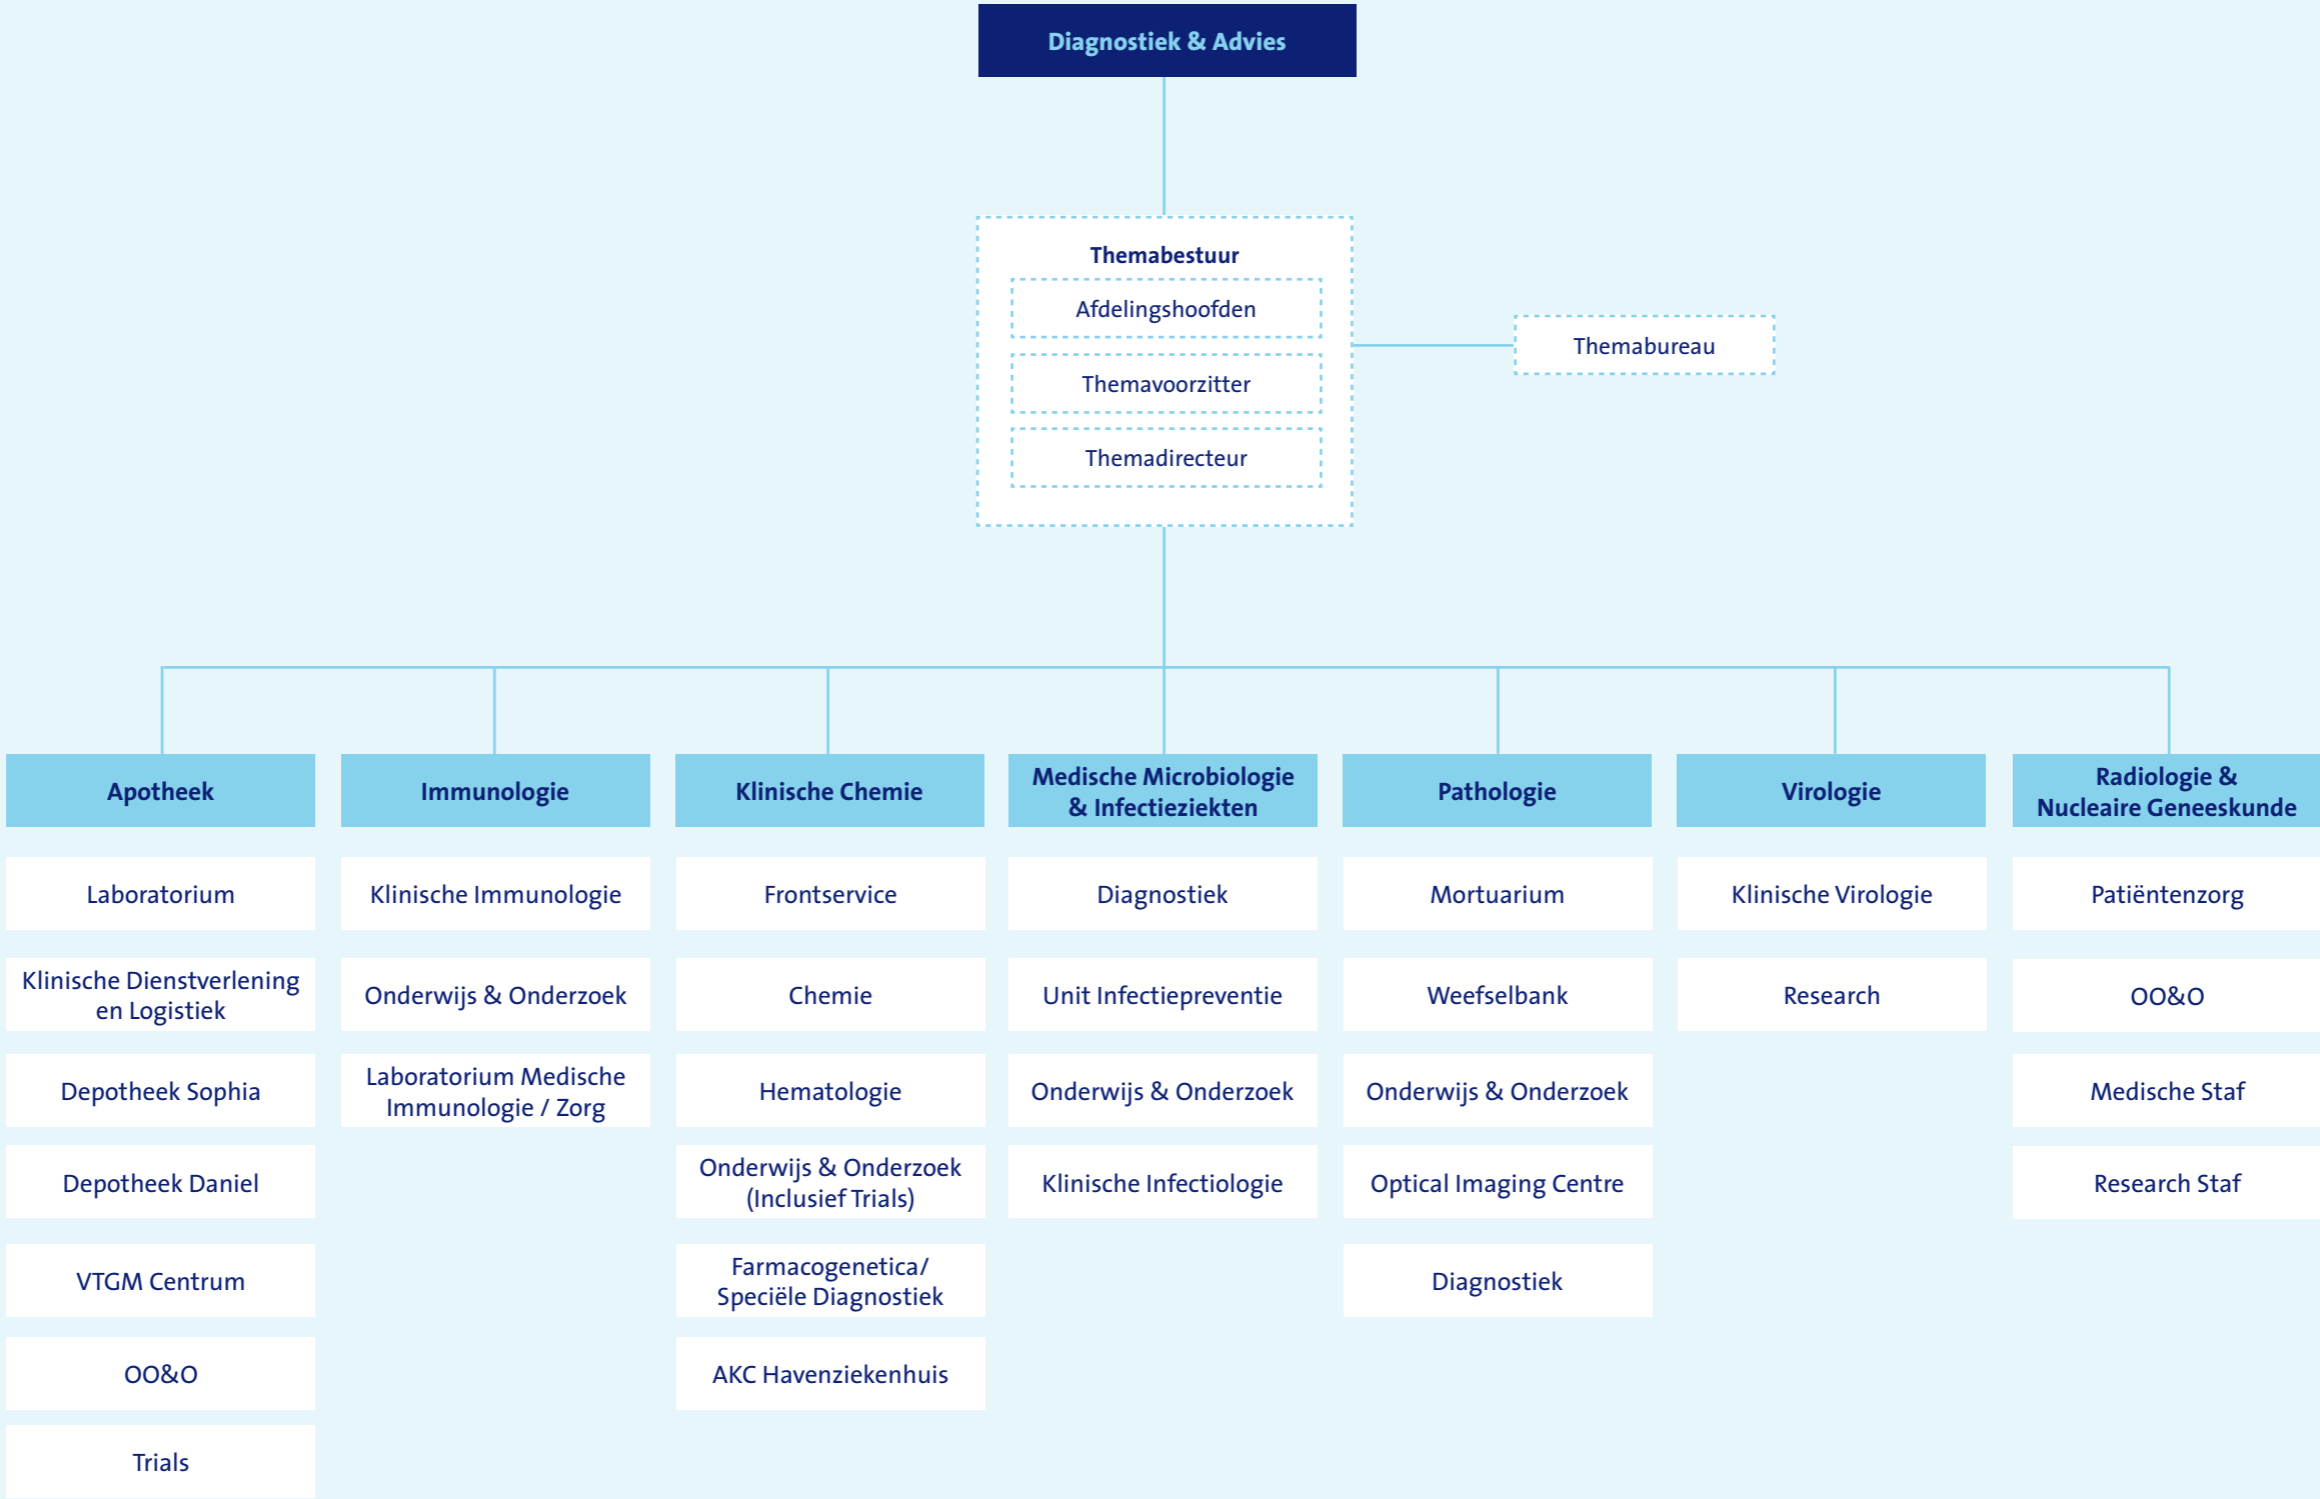 Diagnostiek & Advies
Themabestuur
Afdelingshoofden
Themavoorzitter
Themadirecteur
Themabureau
Apotheek
Laboratorium
Klinische Dienstverlening
en Logistiek
Depotheek Sophia
Depotheek Daniel
VTGM Centrum
OO&O
Trials
Immunologie
Klinische Immunologie
Onderwijs & Onderzoek
Laboratorium Medische
Immunologie / Zorg
Klinische Chemie
Frontservice
Chemie
Hematologie
Onderwijs & Onderzoek
(Inclusief Trials)
Farmacogenetica/
Speciële Diagnostiek
AKC Havenziekenhuis
Medische Microbiologie
& Infectieziekten
Diagnostiek
Unit Infectiepreventie
Onderwijs & Onderzoek
Klinische Infectiologie
Pathologie
Mortuarium
Weefselbank
Onderwijs & Onderzoek
Optical Imaging Centre
Diagnostiek
Virologie
Klinische Virologie
Research
Radiologie &
Nucleaire Geneeskunde
Patiëntenzorg
OO&O
Medische Staf
Research Staf